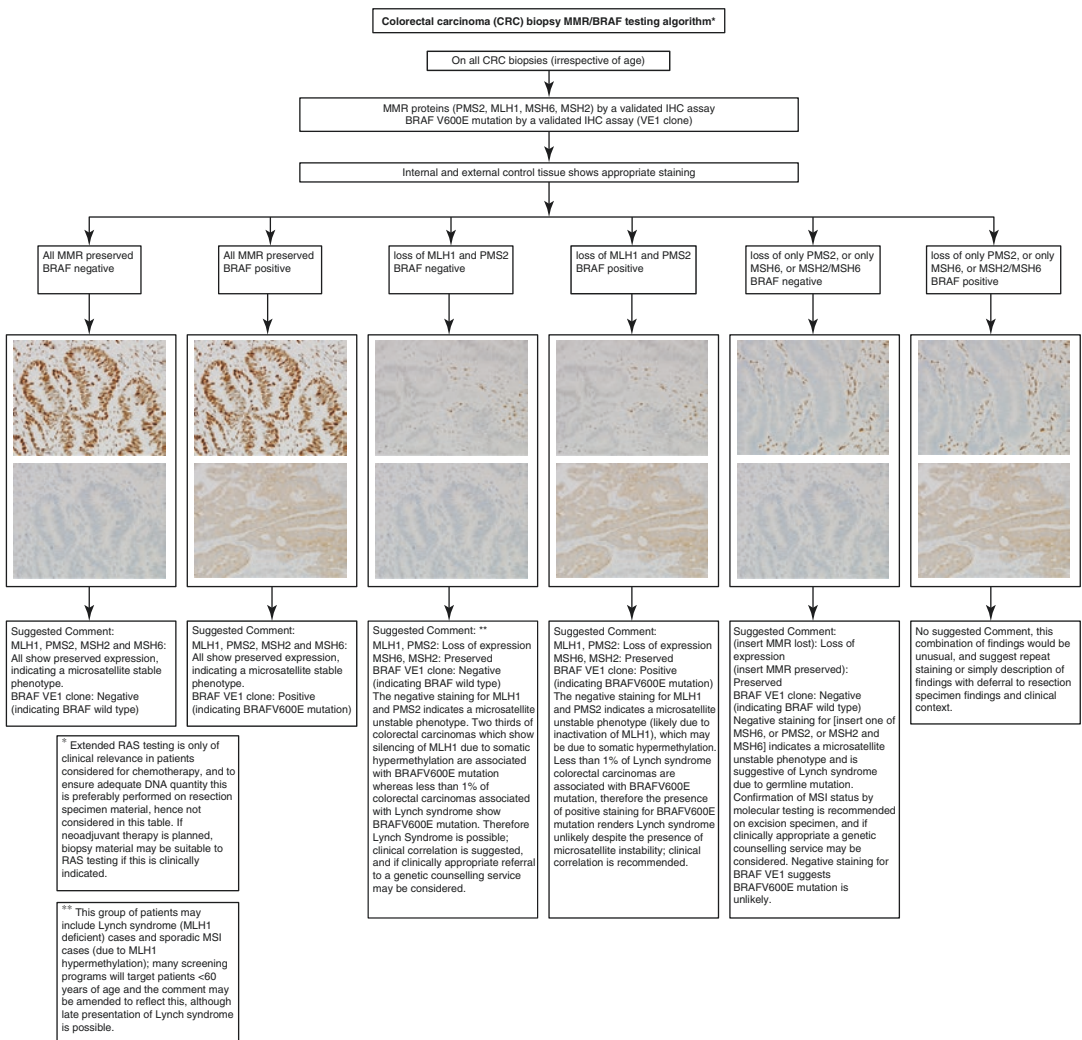 Colorectal carcinoma (CRC) biopsy MMR/BRAF testing algorithm*
On all CRC biopsies (irrespective of age)
MMR proteins (PMS2, MLH1, MSH6, MSH2) by a validated IHC assay
BRAF V600E mutation by a validated IHC assay (VE1 clone)
Internal and external control tissue shows appropriate staining
All MMR preserved
BRAF negative
All MMR preserved
BRAF positive
loss of MLH1 and PMS2
BRAF negative
loss of MLH1 and PMS2
BRAF positive
loss of only PMS2, or only
MSH6, or MSH2/MSH6
BRAF negative
loss of only PMS2, or only
MSH6, or MSH2/MSH6
BRAF positive
Suggested Comment:
MLH1, PMS2, MSH2 and MSH6:
All show preserved expression,
indicating a microsatellite stable
phenotype.
BRAF VE1 clone: Negative
(indicating BRAF wild type)
Suggested Comment:
MLH1, PMS2, MSH2 and MSH6:
All show preserved expression,
indicating a microsatellite stable
phenotype.
BRAF VE1 clone: Positive
(indicating BRAFV600E mutation)
Suggested Comment: **
MLH1, PMS2: Loss of expression
MSH6, MSH2: Preserved
BRAF VE1 clone: Negative
(indicating BRAF wild type)
The negative staining for MLH1
and PMS2 indicates a microsatellite
unstable phenotype. Two thirds of
colorectal carcinomas which show
silencing of MLH1 due to somatic
hypermethylation are associated
with BRAFV600E mutation
whereas less than 1% of
colorectal carcinomas associated
with Lynch syndrome show
BRAFV600E mutation. Therefore
Lynch Syndrome is possible;
clinical correlation is suggested,
and if clinically appropriate referral
to a genetic counselling service
may be considered.
Suggested Comment:
MLH1, PMS2: Loss of expression
MSH6, MSH2: Preserved
BRAF VE1 clone: Positive
(indicating BRAFV600E mutation)
The negative staining for MLH1
and PMS2 indicates a microsatellite
unstable phenotype (likely due to
inactivation of MLH1), which may
be due to somatic hypermethylation.
Less than 1% of Lynch syndrome
colorectal carcinomas are
associated with BRAFV600E
mutation, therefore the presence
of positive staining for BRAFV600E
mutation renders Lynch syndrome
unlikely despite the presence of
microsatellite instability; clinical
correlation is recommended.
Suggested Comment:
(insert MMR lost): Loss of
expression
(insert MMR preserved):
Preserved
BRAF VE1 clone: Negative
(indicating BRAF wild type)
Negative staining for [insert one of
MSH6, or PMS2, or MSH2 and
MSH6] indicates a microsatellite
unstable phenotype and is
suggestive of Lynch syndrome
due to germline mutation.
Confirmation of MSI status by
molecular testing is recommended
on excision specimen, and if
clinically appropriate a genetic
counselling service may be
considered. Negative staining for
BRAF VE1 suggests
BRAFV600E mutation is
unlikely.
No suggested Comment, this
combination of findings would be
unusual, and suggest repeat
staining or simply description of
findings with deferral to resection
specimen findings and clinical
context.
* Extended RAS testing is only of
clinical relevance in patients
considered for chemotherapy, and to
ensure adequate DNA quantity this
is preferably performed on resection
specimen material, hence not
considered in this table. If
neoadjuvant therapy is planned,
biopsy material may be suitable to
RAS testing if this is clinically
indicated.
** This group of patients may
include Lynch syndrome (MLH1
deficient) cases and sporadic MSI
cases (due to MLH1
hypermethylation); many screening
programs will target patients <60
years of age and the comment may
be amended to reflect this, although
late presentation of Lynch syndrome
is possible.